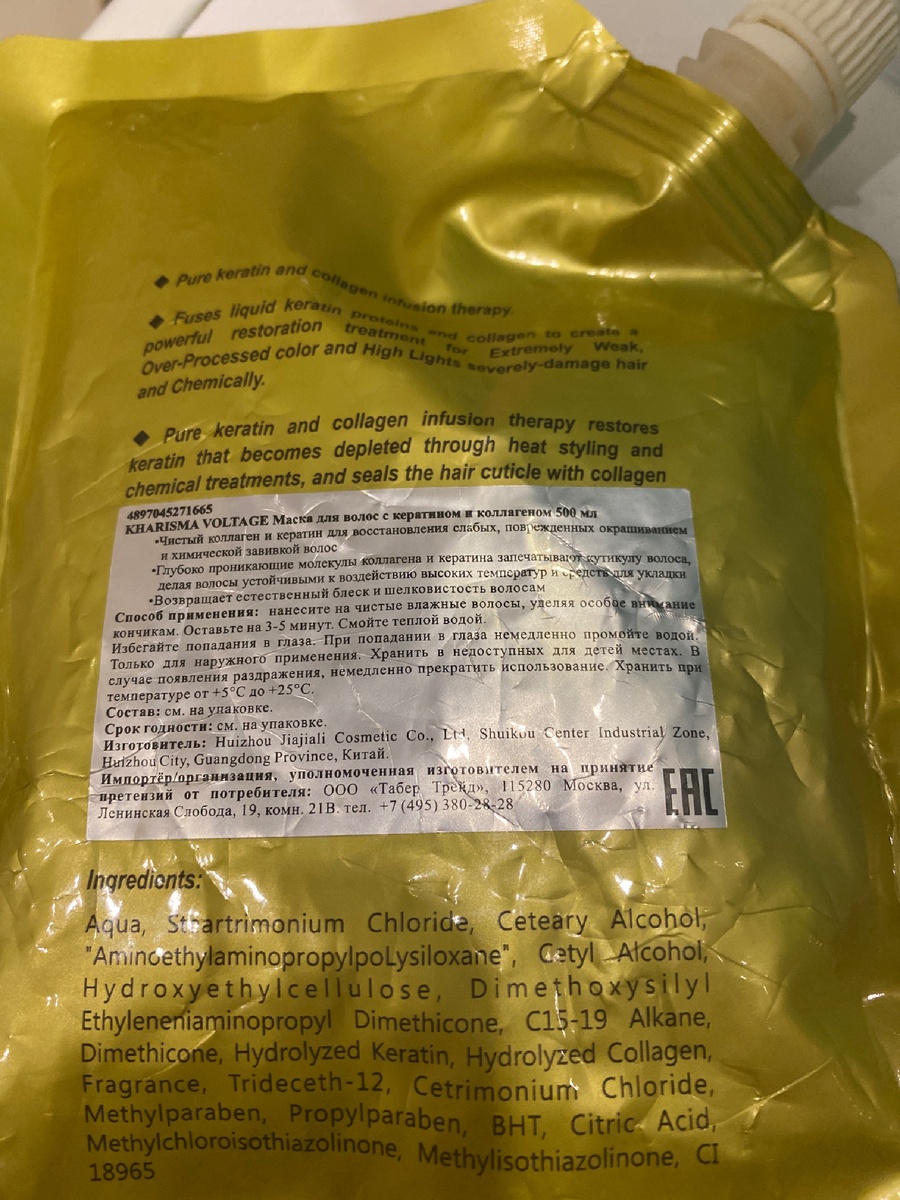 ◆ Pure keratin and collagen infusion therapy.
◆ Fuses liquid keratin proteins and collagen to create a
powerful restoration treatment for Extremely Weak,
Over-Processed color and High Lights severely-damage hair
and Chemically.
◆ Pure keratin and collagen infusion therapy restores
keratin that becomes depleted through heat styling and
chemical treatments, and seals the hair cuticle with collagen
4897045271665
KHARISMA VOLTAGE Маска для волос с кератином и коллагеном 500 мл
•Чистый коллаген и кератин для восстановления слабых, поврежденных окрашиванием
и химической завивкой волос
•Глубоко проникающие молекулы коллагена и кератина запечатывают кутикулу волоса,
делая волосы устойчивыми к воздействию высоких температур и средств для укладки
•Возвращает естественный блеск и шелковистость волосам
Способ применения: нанесите на чистые влажные волосы, уделяя особое внимание
кончикам. Оставьте на 3-5 минут. Смойте теплой водой.
Избегайте попадания в глаза. При попадании в глаза немедленно промойте водой.
Только для наружного применения. Хранить в недоступных для детей местах. В
случае появления раздражения, немедленно прекратить использование. Хранить при
температуре от +5°C до +25°C.
Состав: см. на упаковке.
Срок годности: см. на упаковке.
Изготовитель: Huizhou Jiajiali Cosmetic Co., Ltd, Shuikou Center Industrial Zone,
Huizhou City, Guangdong Province, Китай.
Импортёр/организация, уполномоченная изготовителем на принятие
претензий от потребителя: ООО «Табер Трейд», 115280 Москва, ул.
Ленинская Слобода, 19, комн. 21В. тел. +7 (495) 380-28-28
EAC
Ingredients:
Aqua, Steartrimonium Chloride, Ceteary Alcohol,
"AminoethylaminopropylpoLysiloxane", Cetyl Alcohol,
Hydroxyethylcellulose, Dimethoxysilyl
Ethyleneniaminopropyl Dimethicone, C15-19 Alkane,
Dimethicone, Hydrolyzed Keratin, Hydrolyzed Collagen,
Fragrance, Trideceth-12, Cetrimonium Chloride,
Methylparaben, Propylparaben, BHT, Citric Acid,
Methylchloroisothiazolinone, Methylisothiazolinone, CI
18965